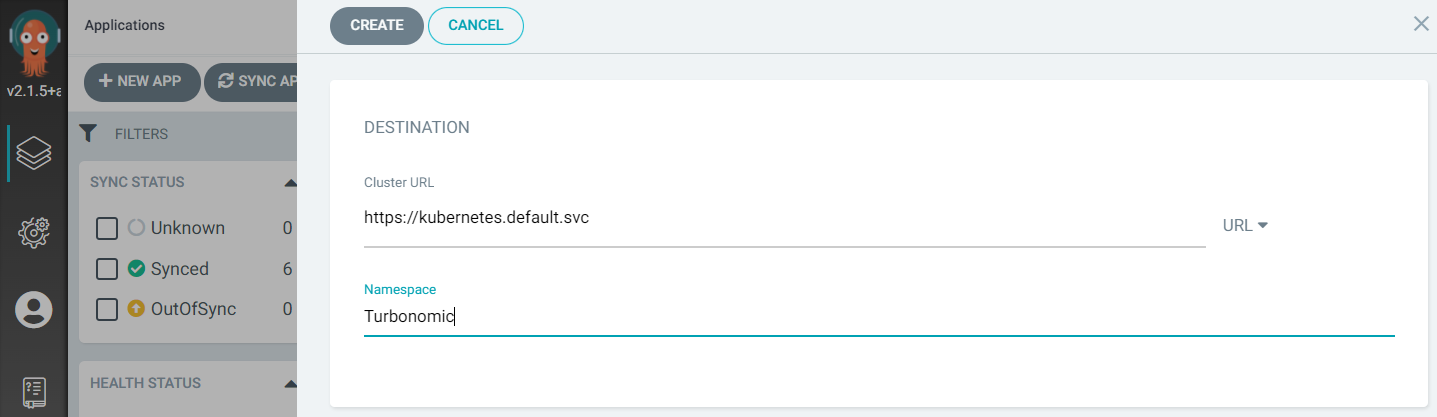 Applications
CREATE
CANCEL
v2.1.5+a
NEW APP
SYNC AP
FILTERS
SYNC STATUS
Unknown 0
Synced 6
OutOfSync 0
HEALTH STATUS
DESTINATION
Cluster URL
https://kubernetes.default.svc
URL
Namespace
Turbonomic